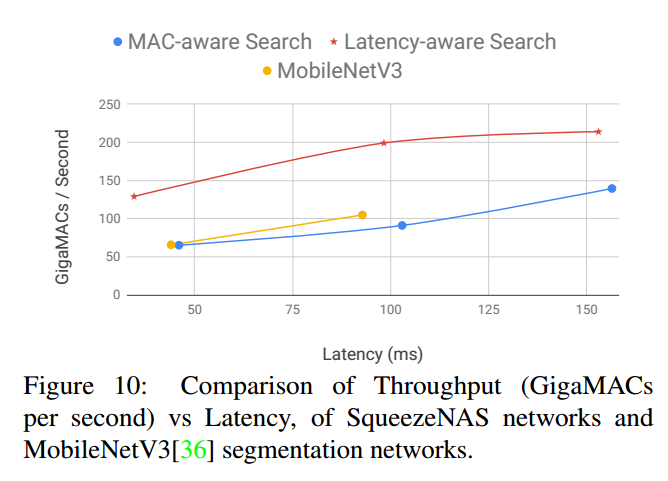 MAC-aware Search Latency-aware Search
MobileNetV3
250
200
150
100
50
0
GigaMACs / Second
50 75 100 125 150
Latency (ms)
Figure 10: Comparison of Throughput (GigaMACs
per second) vs Latency, of SqueezeNAS networks and
MobileNetV3[36] segmentation networks.